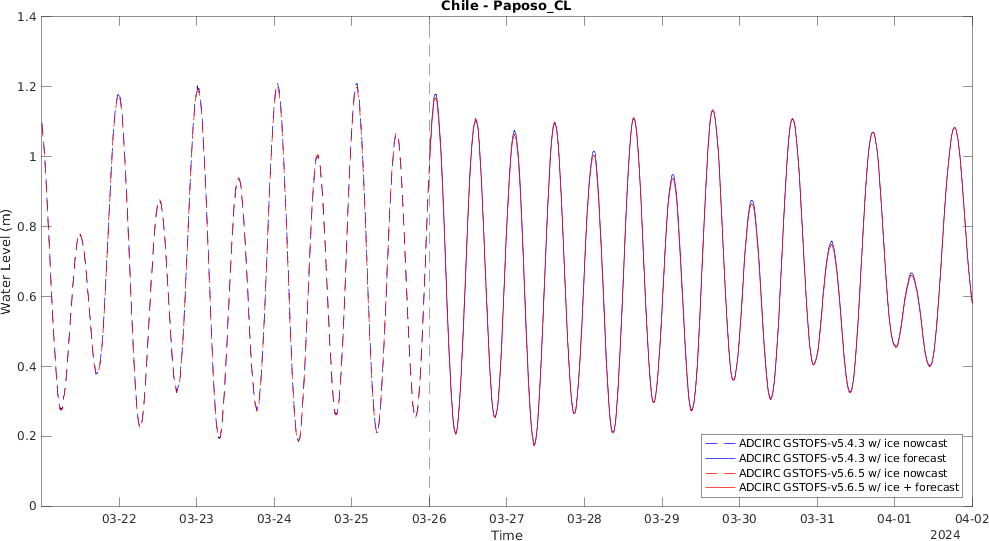 Chile - Paposo_CL
1.4
1.2
1
0.8
0.6
0.4
0.2
0
Water Level (m)
ADCIRC GSTOFS-v5.4.3 w/ ice nowcast
ADCIRC GSTOFS-v5.4.3 w/ ice forecast
ADCIRC GSTOFS-v5.6.5 w/ ice nowcast
ADCIRC GSTOFS-v5.6.5 w/ ice + forecast
03-22 03-23 03-24 03-25 03-26 03-27 03-28 03-29 03-30 03-31 04-01 04-02
Time
2024